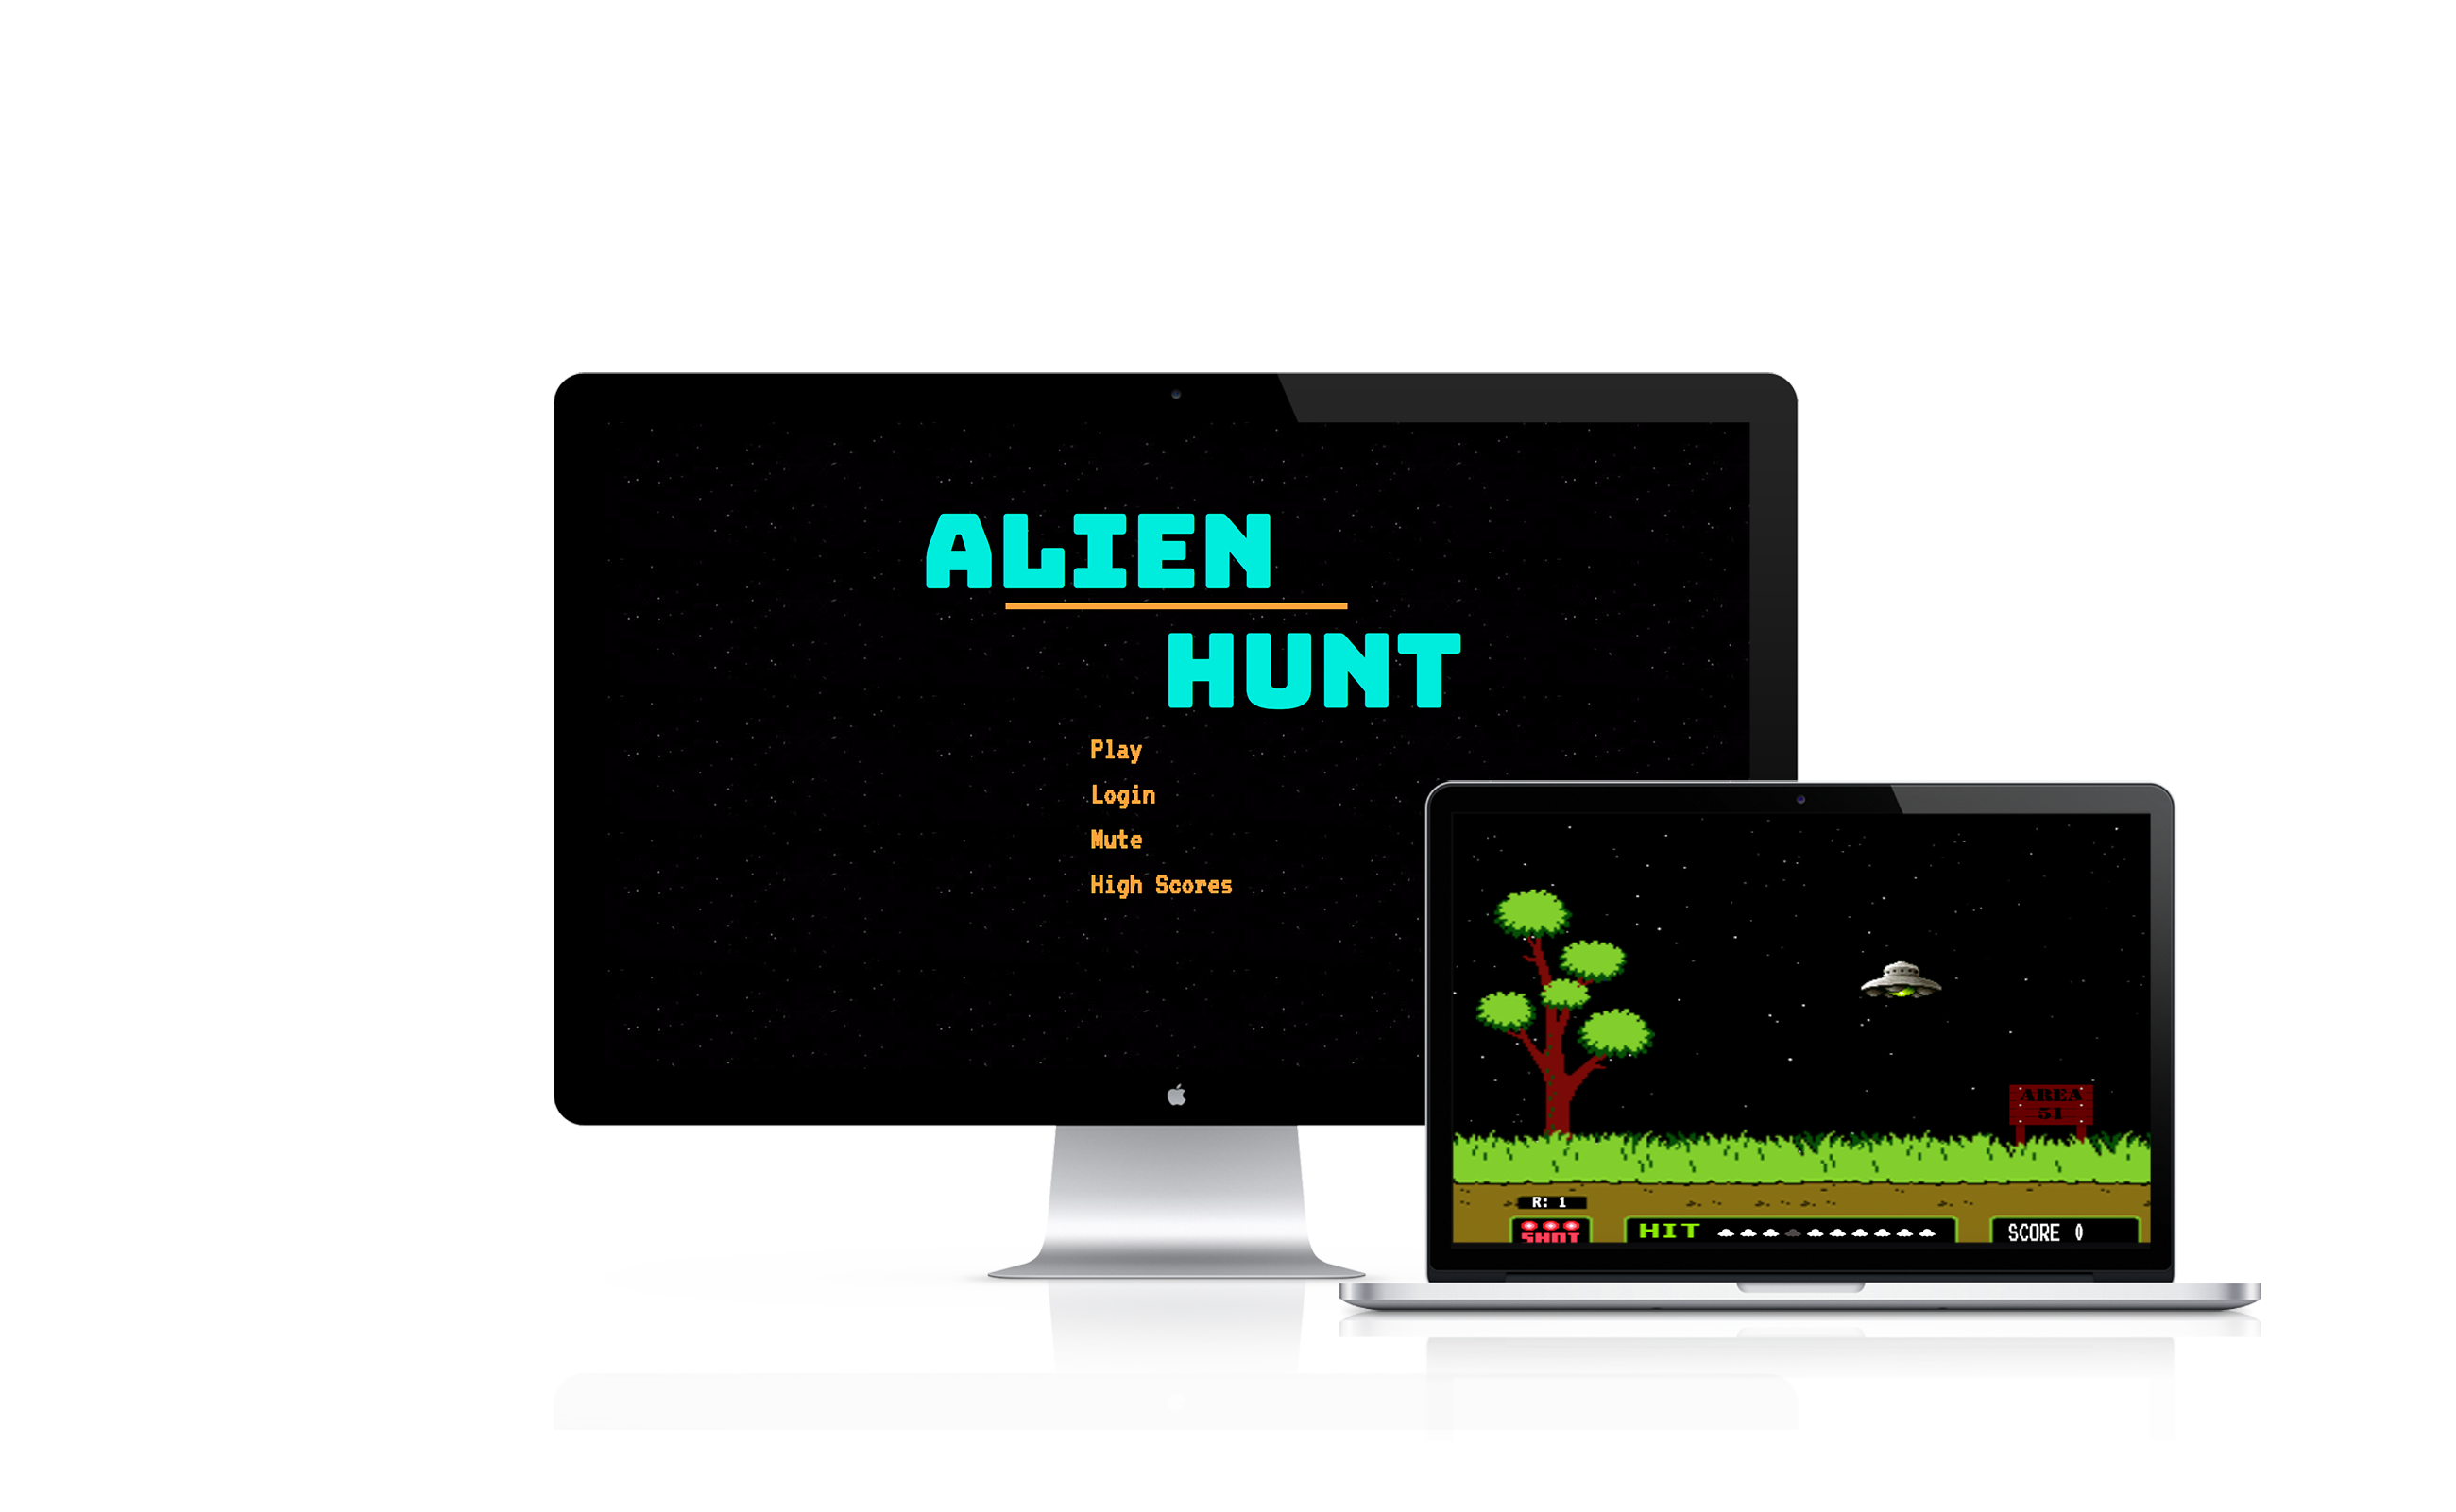 ALIEN
HUNT
Play
Login
Mute
High Scores
AREA
51
R: 1
SHOT
HIT
SCORE 0